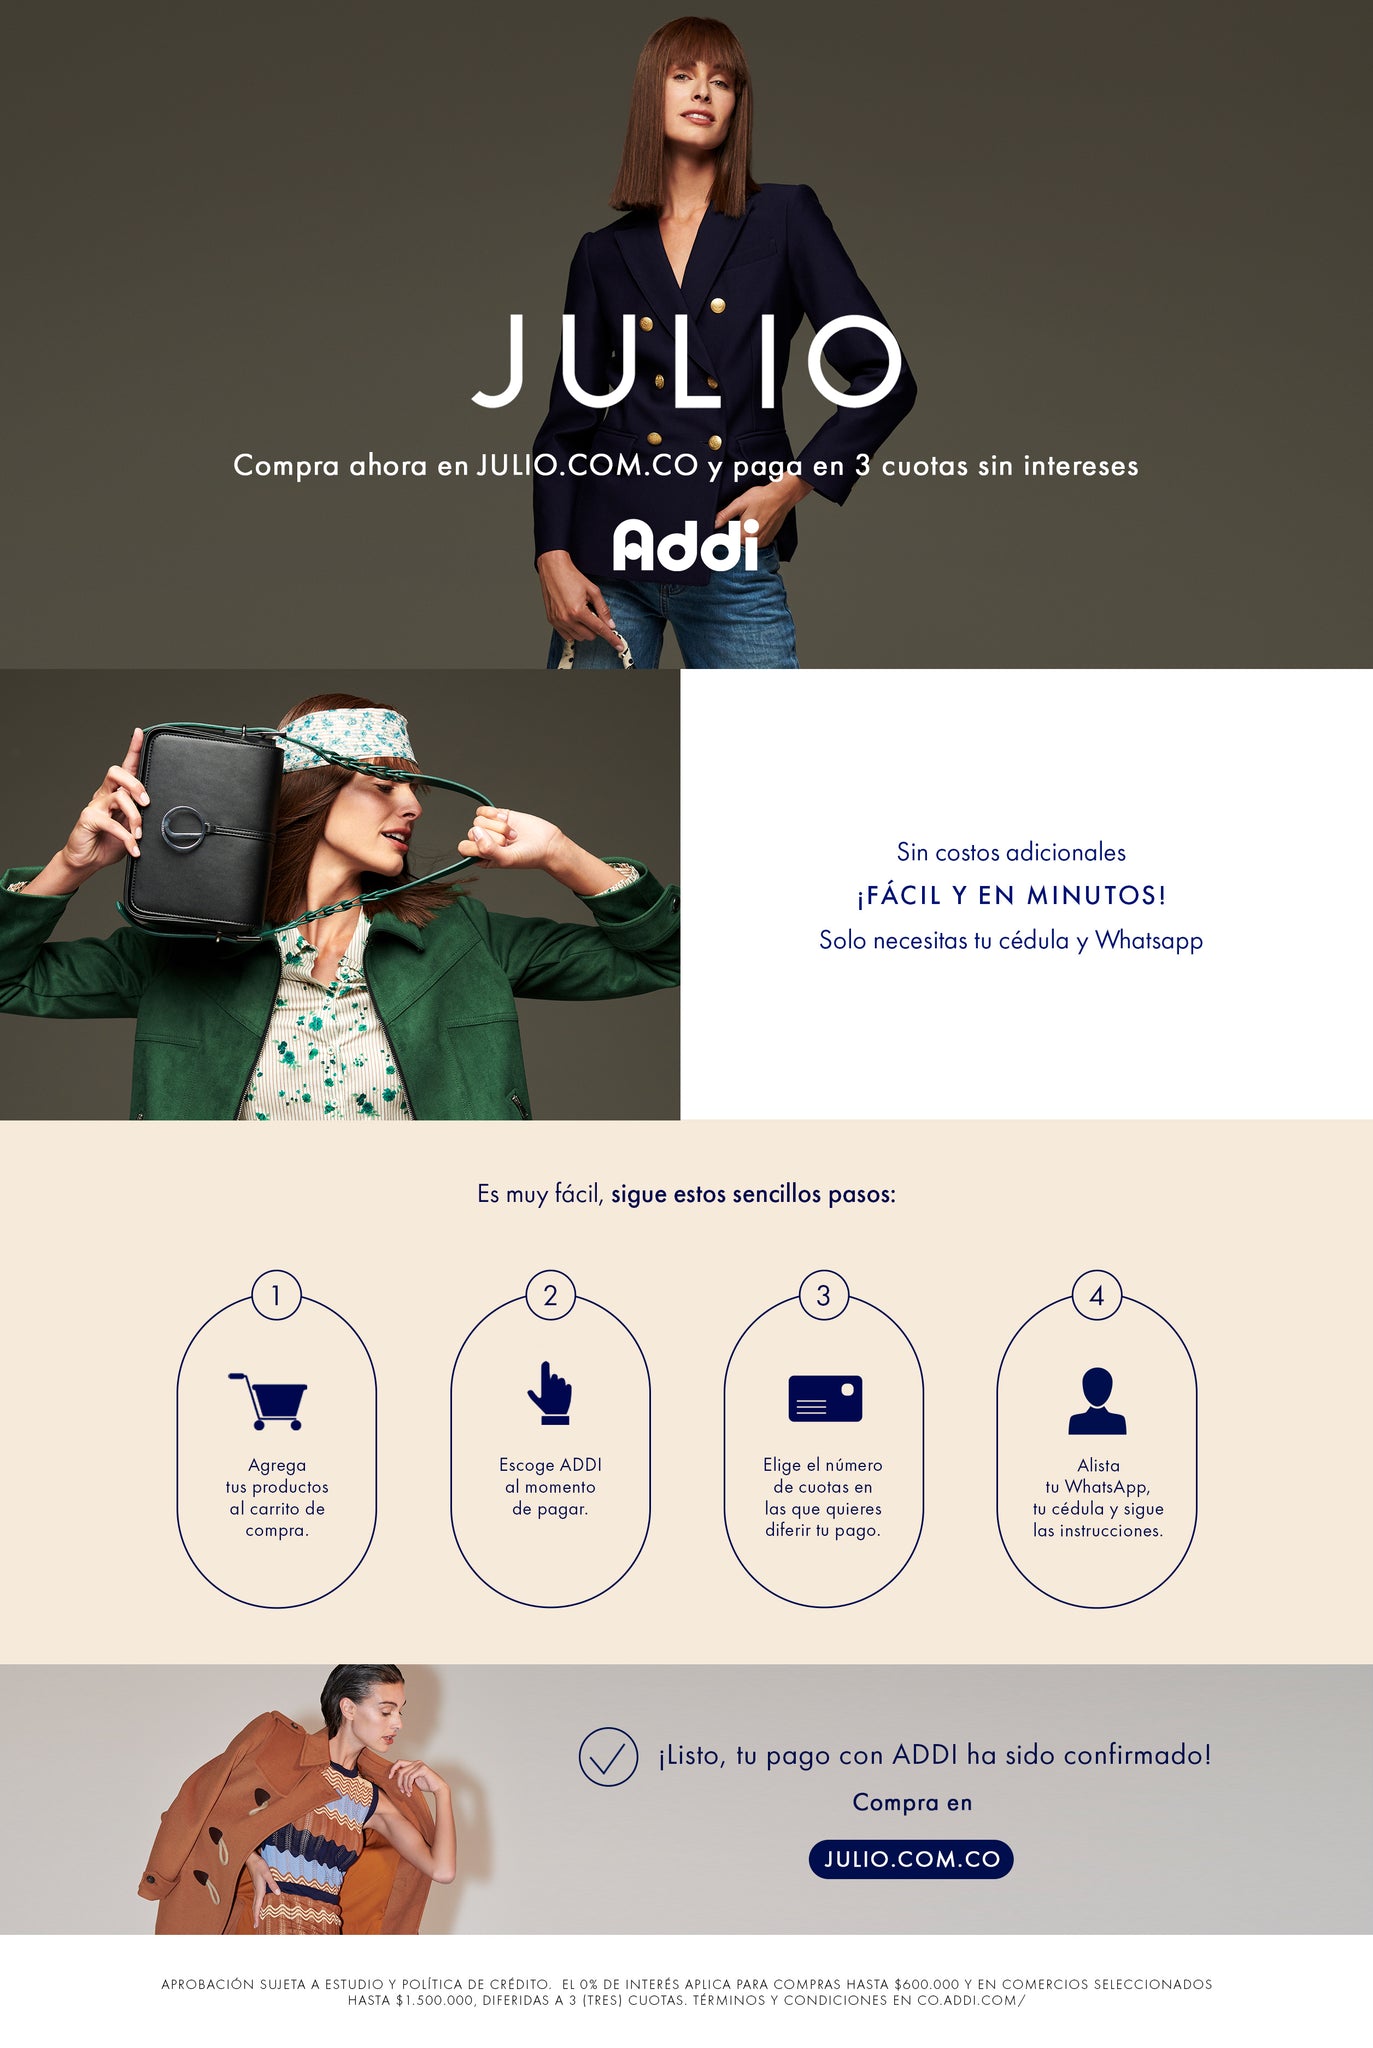 JULIO
Compra ahora en JULIO.COM.CO y paga en 3 cuotas sin intereses
Addi
Sin costos adicionales
¡FÁCIL Y EN MINUTOS!
Solo necesitas tu cédula y Whatsapp
Es muy fácil, sigue estos sencillos pasos:
1
Agrega
tus productos
al carrito de
compra.
2
Escoge ADDI
al momento
de pagar.
3
Elige el número
de cuotas en
las que quieres
diferir tu pago.
4
Alista
tu WhatsApp,
tu cédula y sigue
las instrucciones.
¡Listo, tu pago con ADDI ha sido confirmado!
Compra en
JULIO.COM.CO
APROBACIÓN SUJETA A ESTUDIO Y POLÍTICA DE CRÉDITO. EL 0% DE INTERÉS APLICA PARA COMPRAS HASTA $600.000 Y EN COMERCIOS SELECCIONADOS
HASTA $1.500.000, DIFERIDAS A 3 (TRES) CUOTAS. TÉRMINOS Y CONDICIONES EN CO.ADDI.COM/